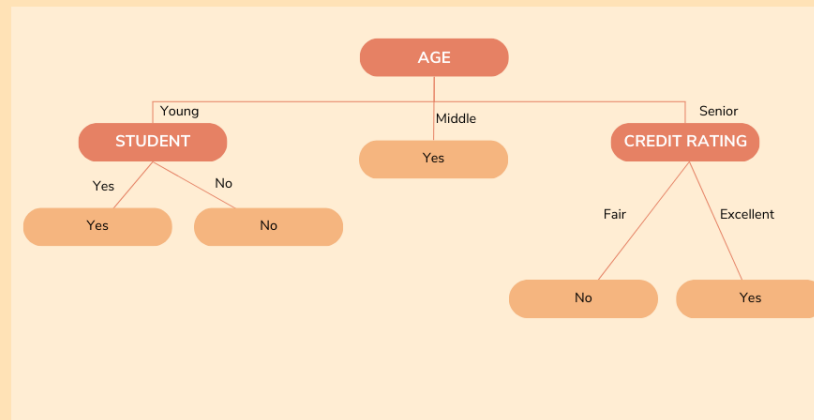 AGE
Young
Middle
Senior
STUDENT
Yes
CREDIT RATING
Yes
No
Yes
No
Fair
Excellent
No
Yes